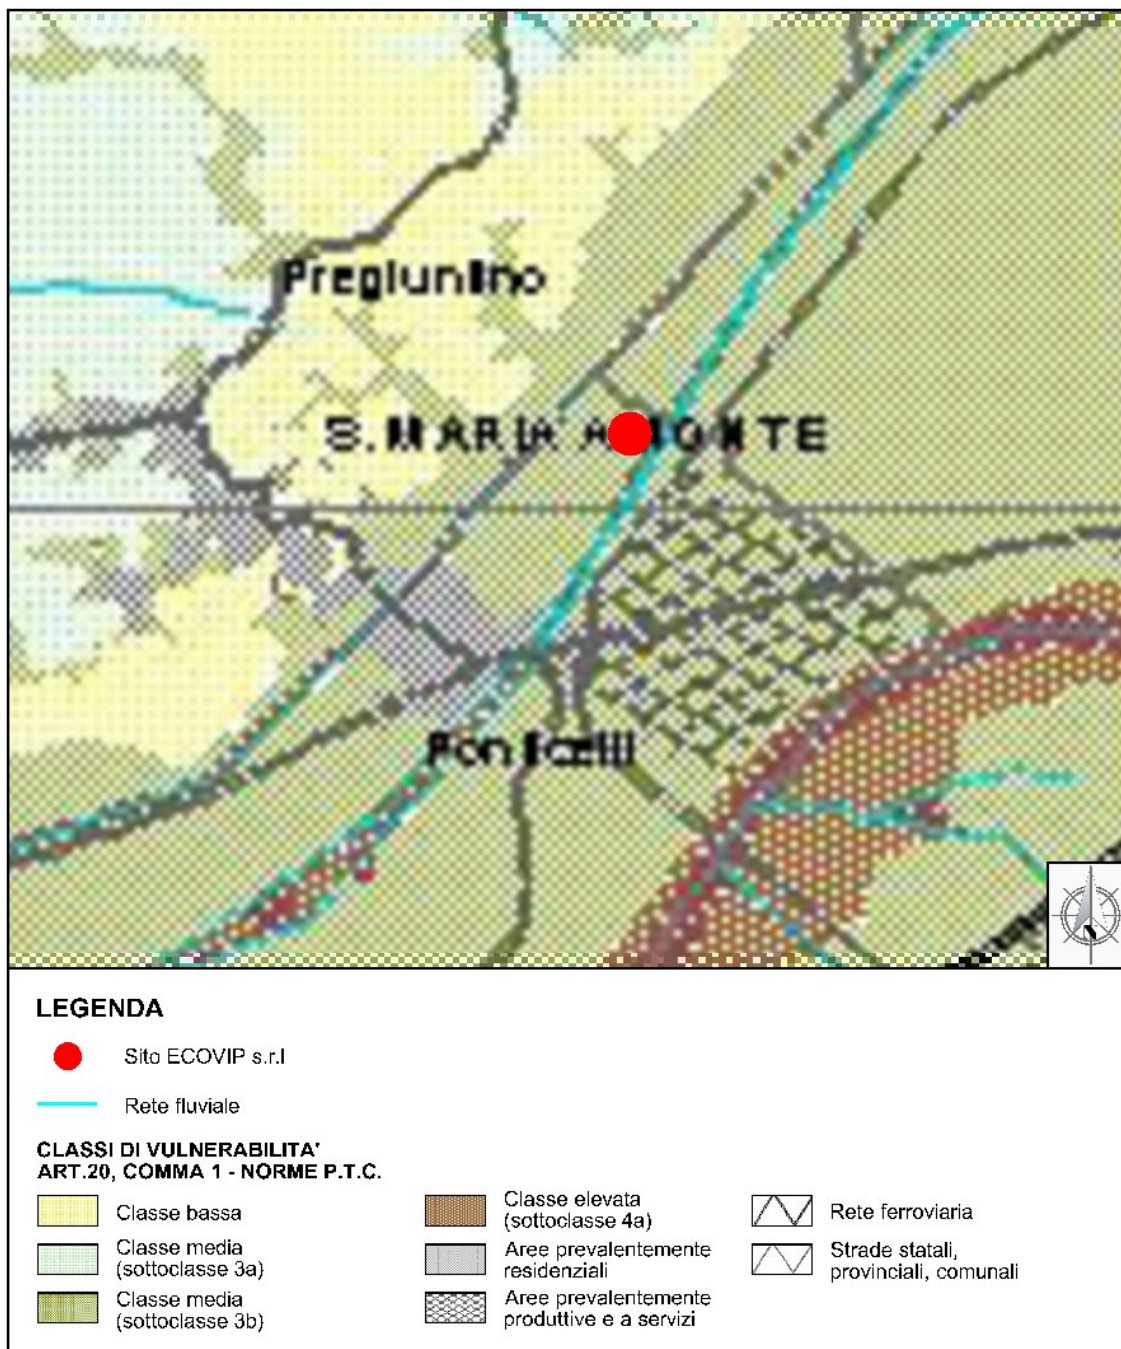 Pregiuntino
S. MARIA A MONTE
Ponticelli
LEGENDA
Sito ECOVIP s.r.l
Rete fluviale
CLASSI DI VULNERABILITA'
ART.20, COMMA 1 - NORME P.T.C.
Classe bassa
Classe media
(sottoclasse 3a)
Classe media
(sottoclasse 3b)
Classe elevata
(sottoclasse 4a)
Aree prevalentemente
residenziali
Aree prevalentemente
produttive e a servizi
Rete ferroviaria
Strade statali,
provinciali, comunali